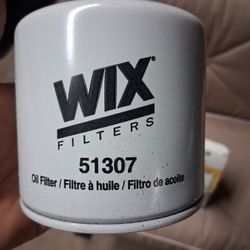 WIX®
FILTERS
51307
Oil Filter / Filtre à huile / Filtro de aceite